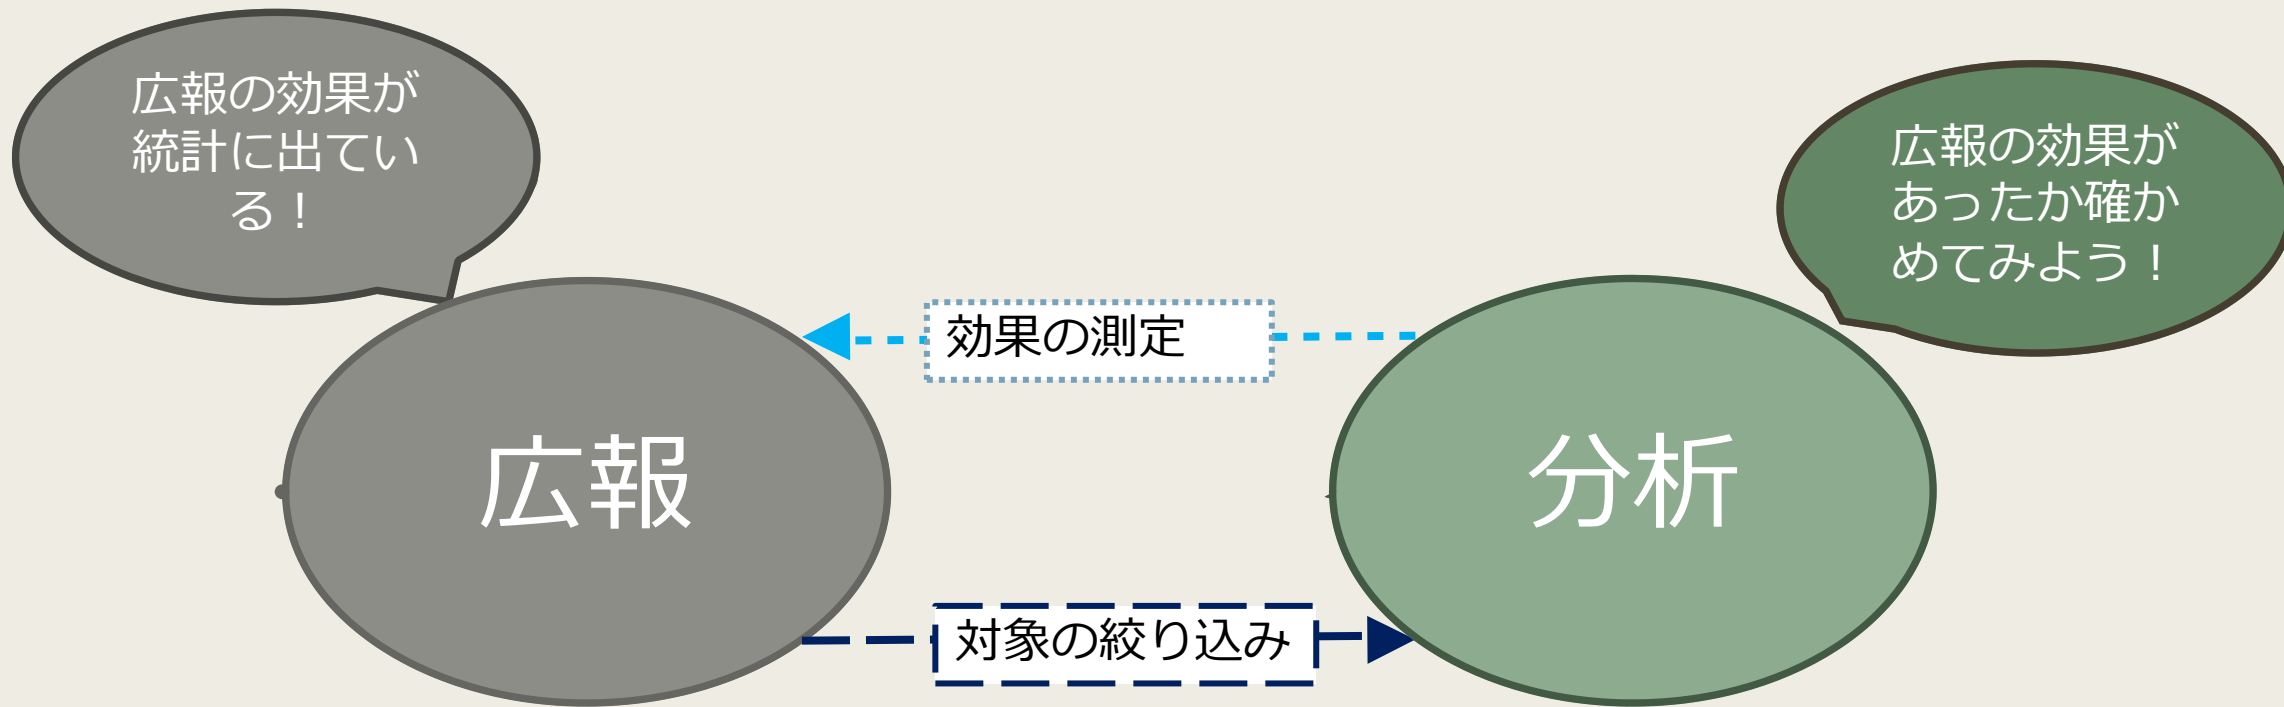 広報の効果が
統計に出てい
る！
広報の効果が
あったか確か
めてみよう！
効果の測定
広報
分析
対象の絞り込み